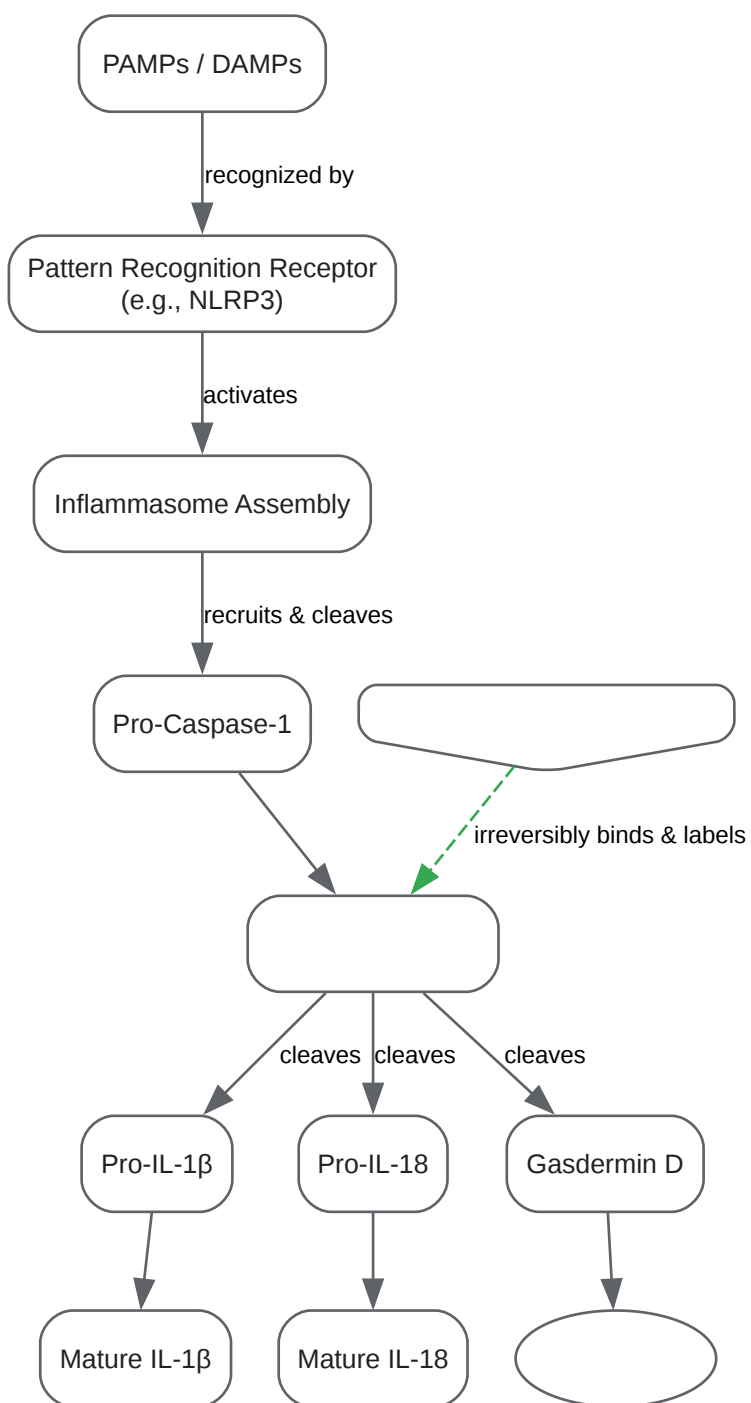 PAMPs / DAMPs
recognized by
Pattern Recognition Receptor
(e.g., NLRP3)
activates
Inflammasome Assembly
recruits & cleaves
Pro-Caspase-1
irreversibly binds & labels
cleaves
cleaves
cleaves
Pro-IL-1β
Pro-IL-18
Gasdermin D
Mature IL-1β
Mature IL-18